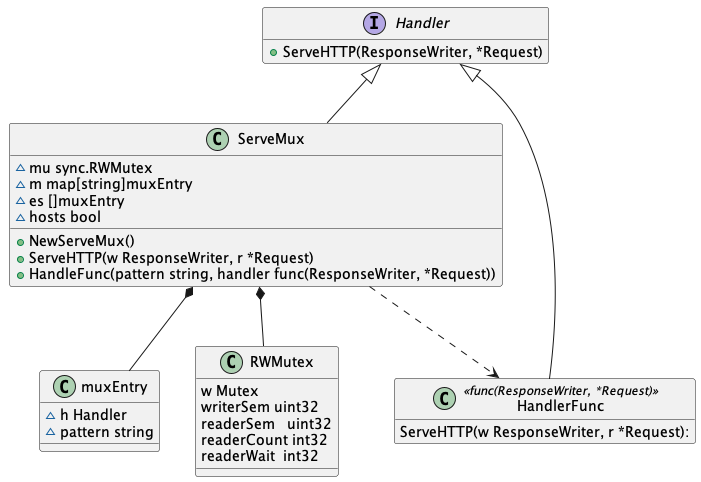 I Handler
ServeHTTP(ResponseWriter, *Request)
C ServeMux
~ mu sync.RWMutex
~ m map[string]muxEntry
~ es []muxEntry
~ hosts bool
NewServeMux()
ServeHTTP(w ResponseWriter, r *Request)
HandleFunc(pattern string, handler func(ResponseWriter, *Request))
C muxEntry
~ h Handler
~ pattern string
C RWMutex
w Mutex
writerSem uint32
readerSem uint32
readerCount int32
readerWait int32
C «func(ResponseWriter, *Request)»
HandlerFunc
ServeHTTP(w ResponseWriter, r *Request):